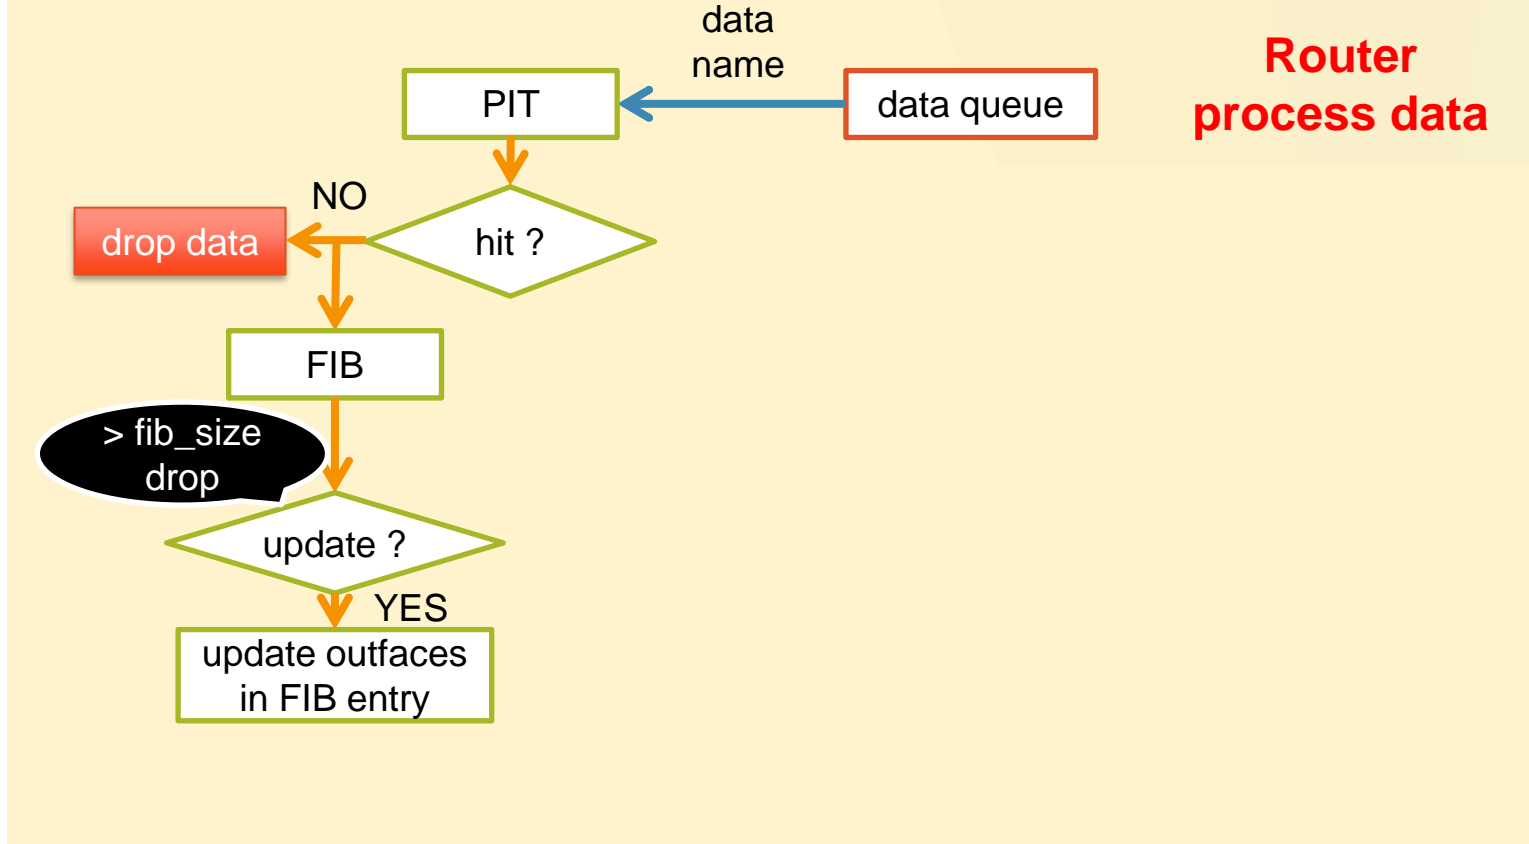 data
name
Router
process data
PIT
data queue
NO
drop data
hit ?
FIB
> fib_size
drop
update ?
YES
update outfaces
in FIB entry